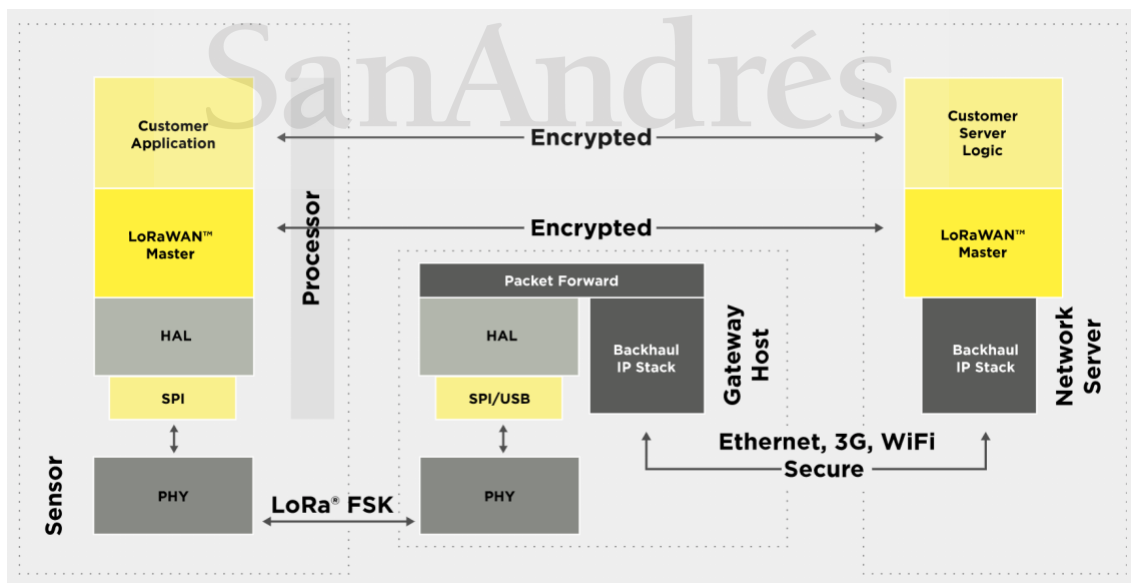 SanAndrés
Customer
Application
Encrypted
Customer
Server
Logic
LoRaWAN™
Master
Processor
Encrypted
LoRaWAN™
Master
Packet Forward
HAL
HAL
Backhaul
IP Stack
Gateway
Host
Backhaul
IP Stack
Network
Server
SPI
SPI/USB
Ethernet, 3G, WiFi
Secure
Sensor
PHY
LoRa® FSK
PHY